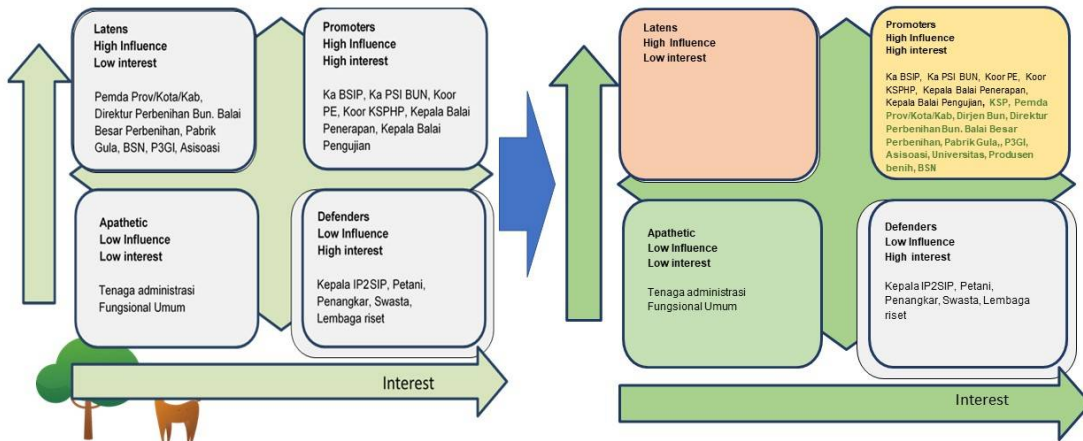 Latens
High Influence
Low interest
Pemda Prov/Kota/Kab,
Direktur Perbenihan Bun. Balai
Besar Perbenihan, Pabrik
Gula, BSN, P3GI, Asisoasi
Promoters
High Influence
High interest
Ka BSIP, Ka PSI BUN, Koor
PE, Koor KSPHP, Kepala Balai
Penerapan, Kepala Balai
Pengujian
Apathetic
Low Influence
Low interest
Tenaga administrasi
Fungsional Umum
Defenders
Low Influence
High interest
Kepala IP2SIP, Petani,
Penangkar, Swasta,
Lembaga riset
Interest
Latens
High Influence
Low interest
Promoters
High Influence
High interest
Ka BSIP, Ka PSI BUN, Koor PE, Koor
KSPHP, Kepala Balai Penerapan,
Kepala Balai Pengujian, KSP, Pemda
Prov/Kota/Kab, Dirjen Bun, Direktur
Perbenihan Bun. Balai Besar
Perbenihan, Pabrik Gula,, P3GI,
Asisoasi, Universitas, Produsen
benih, BSN
Apathetic
Low Influence
Low interest
Tenaga administrasi
Fungsional Umum
Defenders
Low Influence
High interest
Kepala IP2SIP, Petani,
Penangkar, Swasta, Lembaga
riset
Interest